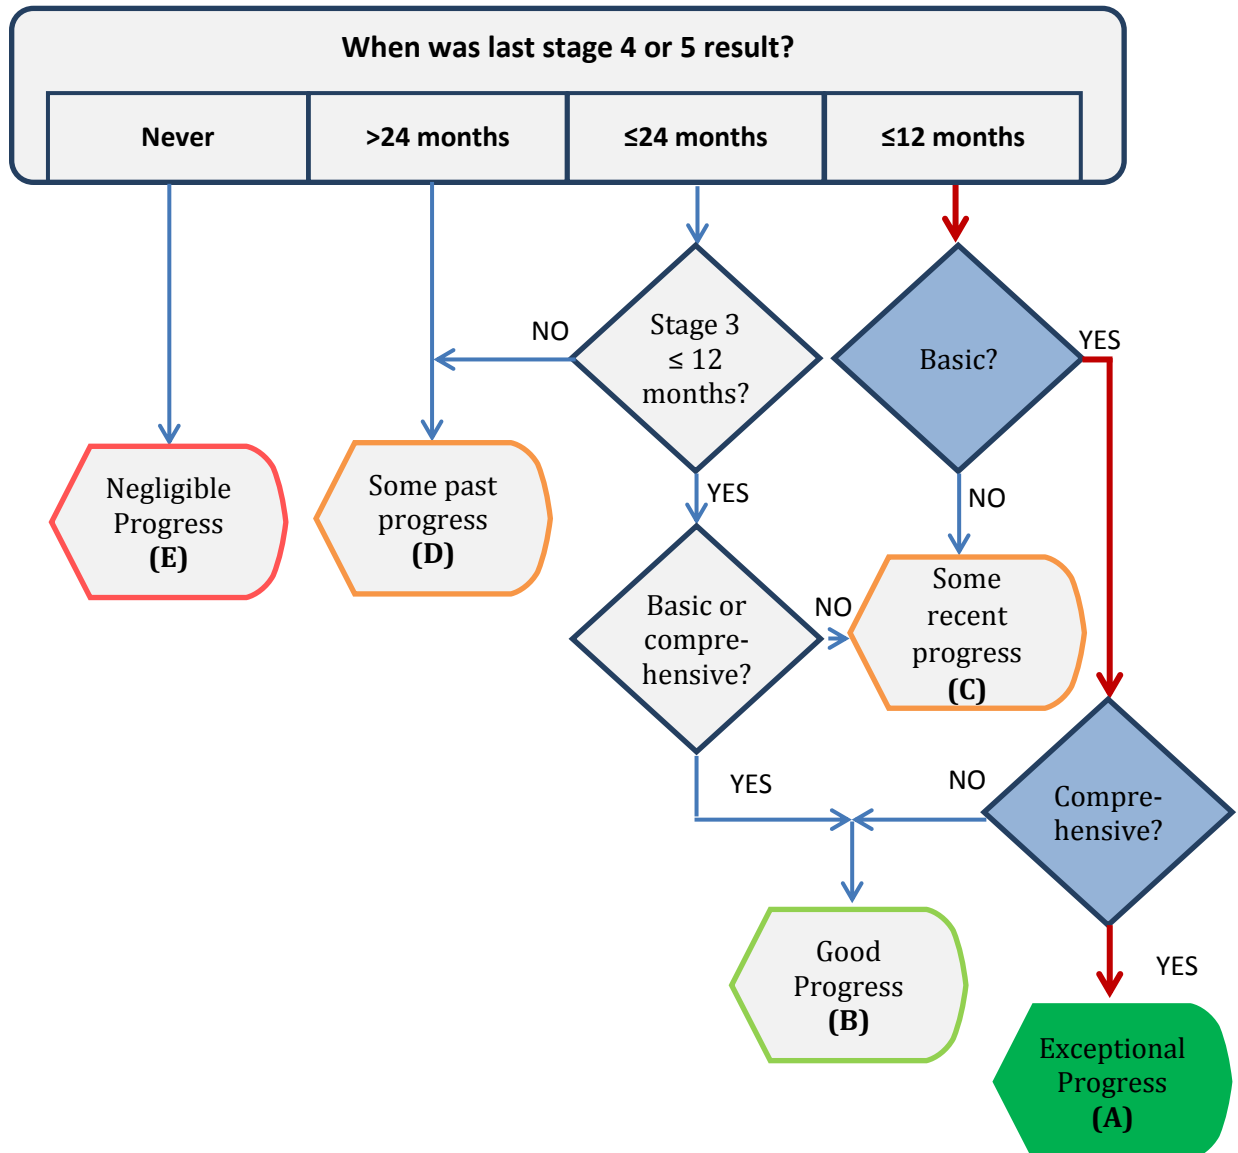 When was last stage 4 or 5 result?
Never
>24 months
≤24 months
≤12 months
NO
Stage 3
≤ 12
months?
Basic?
YES
YES
NO
Negligible
Progress
(E)
Some past
progress
(D)
Basic or
compre-
hensive?
NO
Some
recent
progress
(C)
YES
NO
Compre-
hensive?
Good
Progress
(B)
YES
Exceptional
Progress
(A)